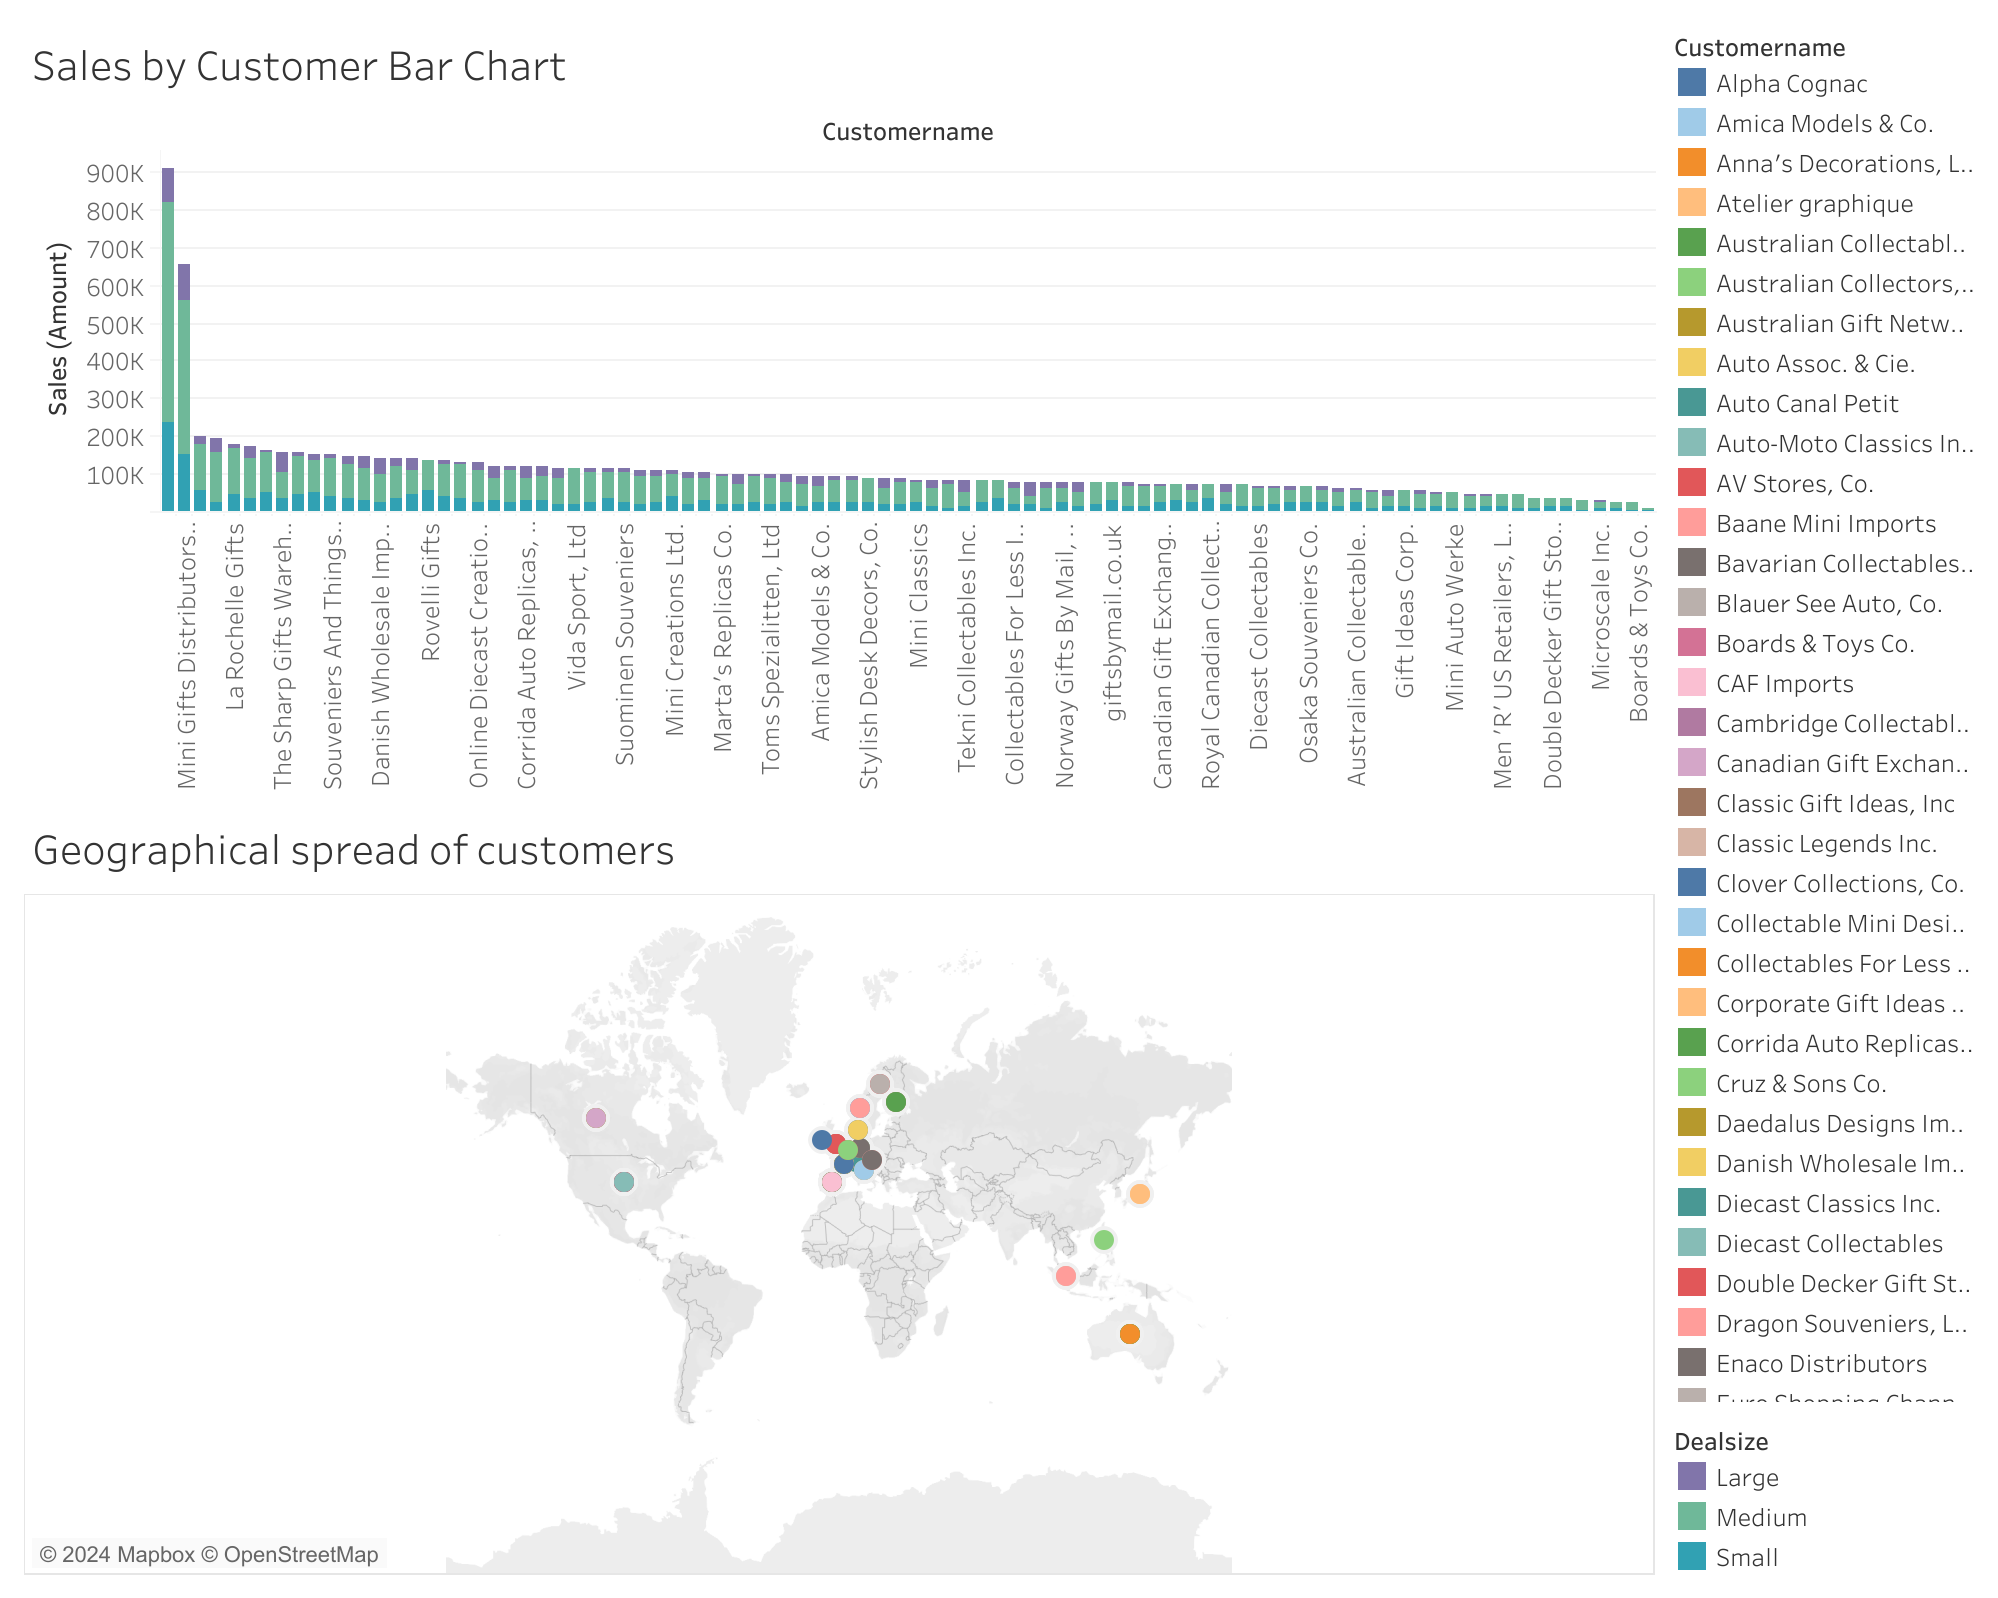 Sales by Customer Bar Chart
Customername
Sales (Amount)
900K
800K
700K
600K
500K
400K
300K
200K
100K
Mini Gifts Distributors..
La Rochelle Gifts
The Sharp Gifts Wareh..
Souveniers And Things..
Danish Wholesale Imp..
Rovelli Gifts
Online Diecast Creatio..
Corrida Auto Replicas, ..
Vida Sport, Ltd
Suominen Souveniers
Mini Creations Ltd.
Marta's Replicas Co.
Toms Spezialitten, Ltd
Amica Models & Co.
Stylish Desk Decors, Co.
Mini Classics
Tekni Collectables Inc.
Collectables For Less I..
Norway Gifts By Mail, ..
giftsbymail.co.uk
Canadian Gift Exchang..
Royal Canadian Collect..
Diecast Collectables
Osaka Souveniers Co.
Australian Collectable..
Gift Ideas Corp.
Mini Auto Werke
Men 'R' US Retailers, L..
Double Decker Gift Sto..
Microscale Inc.
Boards & Toys Co.
Geographical spread of customers
© 2024 Mapbox © OpenStreetMap
Customername
Alpha Cognac
Amica Models & Co.
Anna's Decorations, L..
Atelier graphique
Australian Collectabl..
Australian Collectors,..
Australian Gift Netw..
Auto Assoc. & Cie.
Auto Canal Petit
Auto-Moto Classics In..
AV Stores, Co.
Baane Mini Imports
Bavarian Collectables..
Blauer See Auto, Co.
Boards & Toys Co.
CAF Imports
Cambridge Collectabl..
Canadian Gift Exchan..
Classic Gift Ideas, Inc
Classic Legends Inc.
Clover Collections, Co.
Collectable Mini Desi..
Collectables For Less ..
Corporate Gift Ideas ..
Corrida Auto Replicas..
Cruz & Sons Co.
Daedalus Designs Im..
Danish Wholesale Im..
Diecast Classics Inc.
Diecast Collectables
Double Decker Gift St..
Dragon Souveniers, L..
Enaco Distributors
Dealsize
Large
Medium
Small